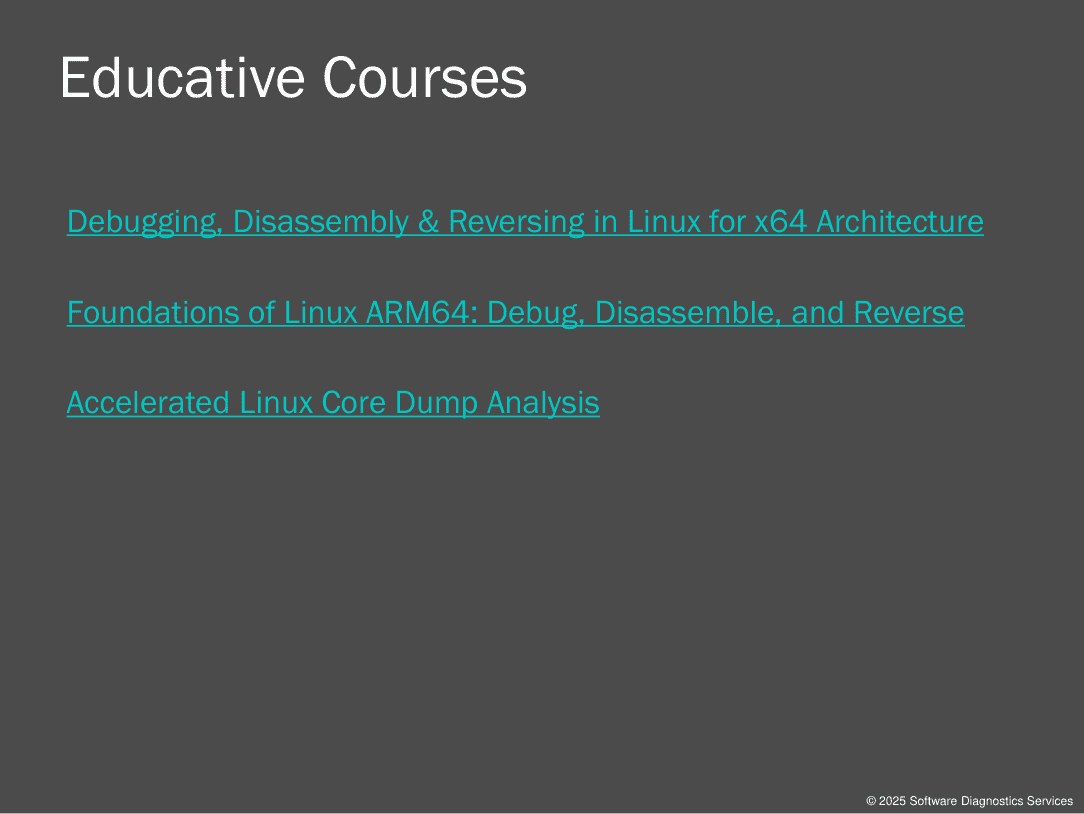 Educative Courses
Debugging, Disassembly & Reversing in Linux for x64 Architecture
Foundations of Linux ARM64: Debug, Disassemble, and Reverse
Accelerated Linux Core Dump Analysis
© 2025 Software Diagnostics Services